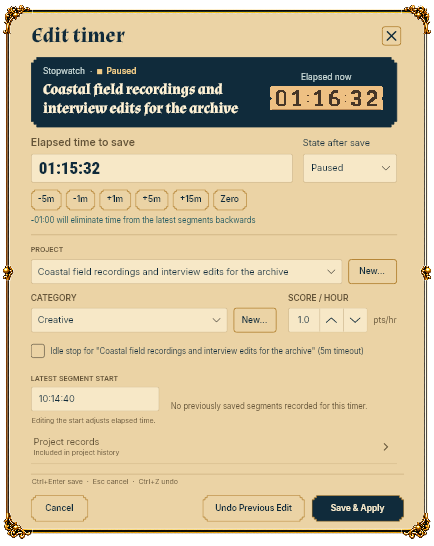 Edit timer
Stopwatch · Paused
Coastal field recordings and
interview edits for the archive
Elapsed now
01:16:32
Elapsed time to save
State after save
01:15:32
Paused
-5m
-1m
+1m
+5m
+15m
Zero
-01:00 will eliminate time from the latest segments backwards
PROJECT
Coastal field recordings and interview edits for the archive
New...
CATEGORY
SCORE / HOUR
Creative
New...
1.0
pts/hr
Idle stop for "Coastal field recordings and interview edits for the archive" (5m timeout)
LATEST SEGMENT START
10:14:40
No previously saved segments recorded for this timer.
Editing the start adjusts elapsed time.
Project records
Included in project history
Ctrl+Enter save · Esc cancel · Ctrl+Z undo
Cancel
Undo Previous Edit
Save & Apply